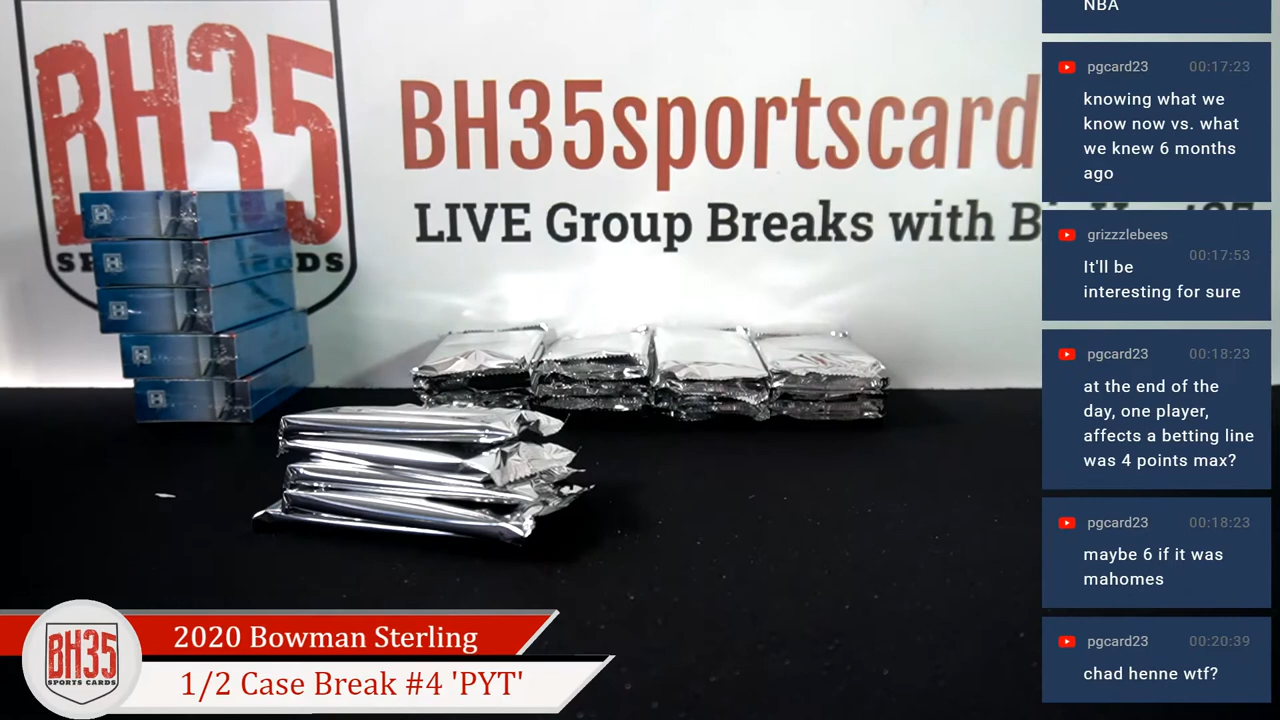 BH35
SP
RDS
BH35sportscard
LIVE Group Breaks with B
NBA
pgcard23 00:17:23
knowing what we
know now vs. what
we knew 6 months
ago
grizzzlebees 00:17:53
It'll be
interesting for sure
pgcard23 00:18:23
at the end of the
day, one player,
affects a betting line
was 4 points max?
pgcard23 00:18:23
maybe 6 if it was
mahomes
pgcard23 00:20:39
chad henne wtf?
BH35
SPORTS CARDS
2020 Bowman Sterling
1/2 Case Break #4 'PYT'